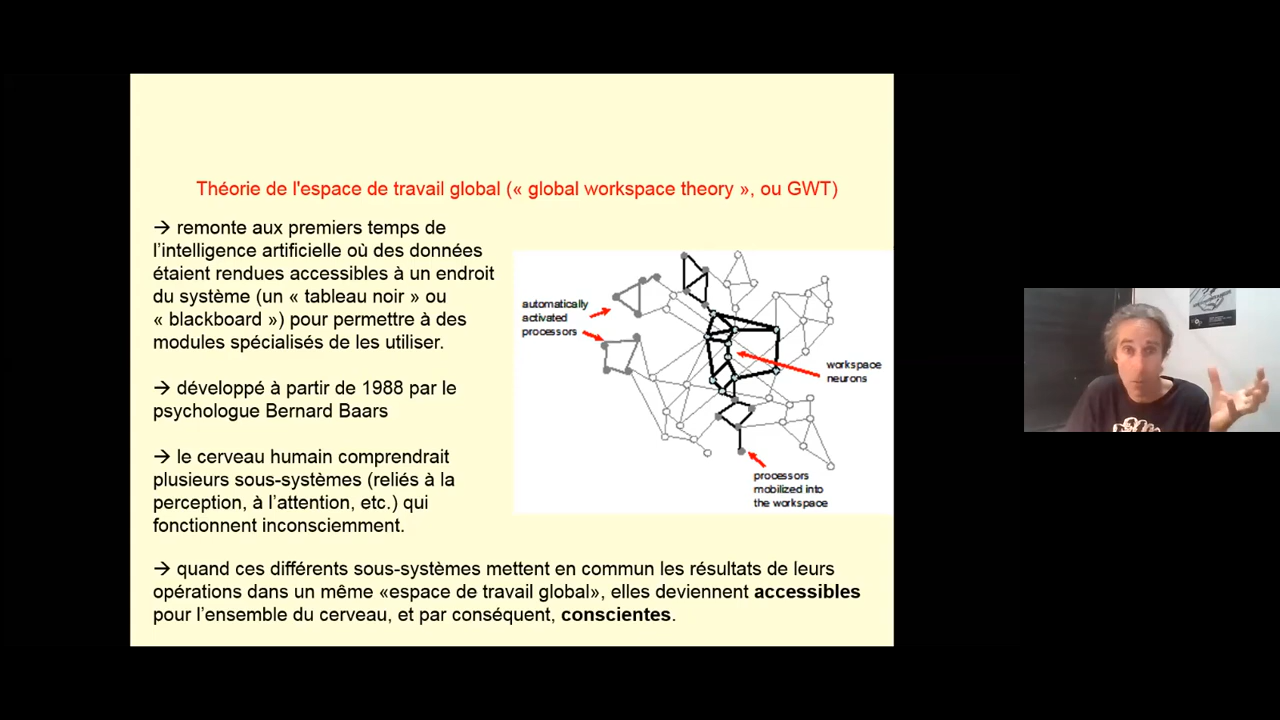 Théorie de l'espace de travail global (« global workspace theory », ou GWT)
→ remonte aux premiers temps de
l'intelligence artificielle où des données
étaient rendues accessibles à un endroit
du système (un « tableau noir » ou
« blackboard ») pour permettre à des
modules spécialisés de les utiliser.
→ développé à partir de 1988 par le
psychologue Bernard Baars
→ le cerveau humain comprendrait
plusieurs sous-systèmes (reliés à la
perception, à l'attention, etc.) qui
fonctionnent inconsciemment.
→ quand ces différents sous-systèmes mettent en commun les résultats de leurs
opérations dans un même «espace de travail global», elles deviennent accessibles
pour l'ensemble du cerveau, et par conséquent, conscientes.
automatically
activated
processors
workspace
neurons
processors
mobilized into
the workspace